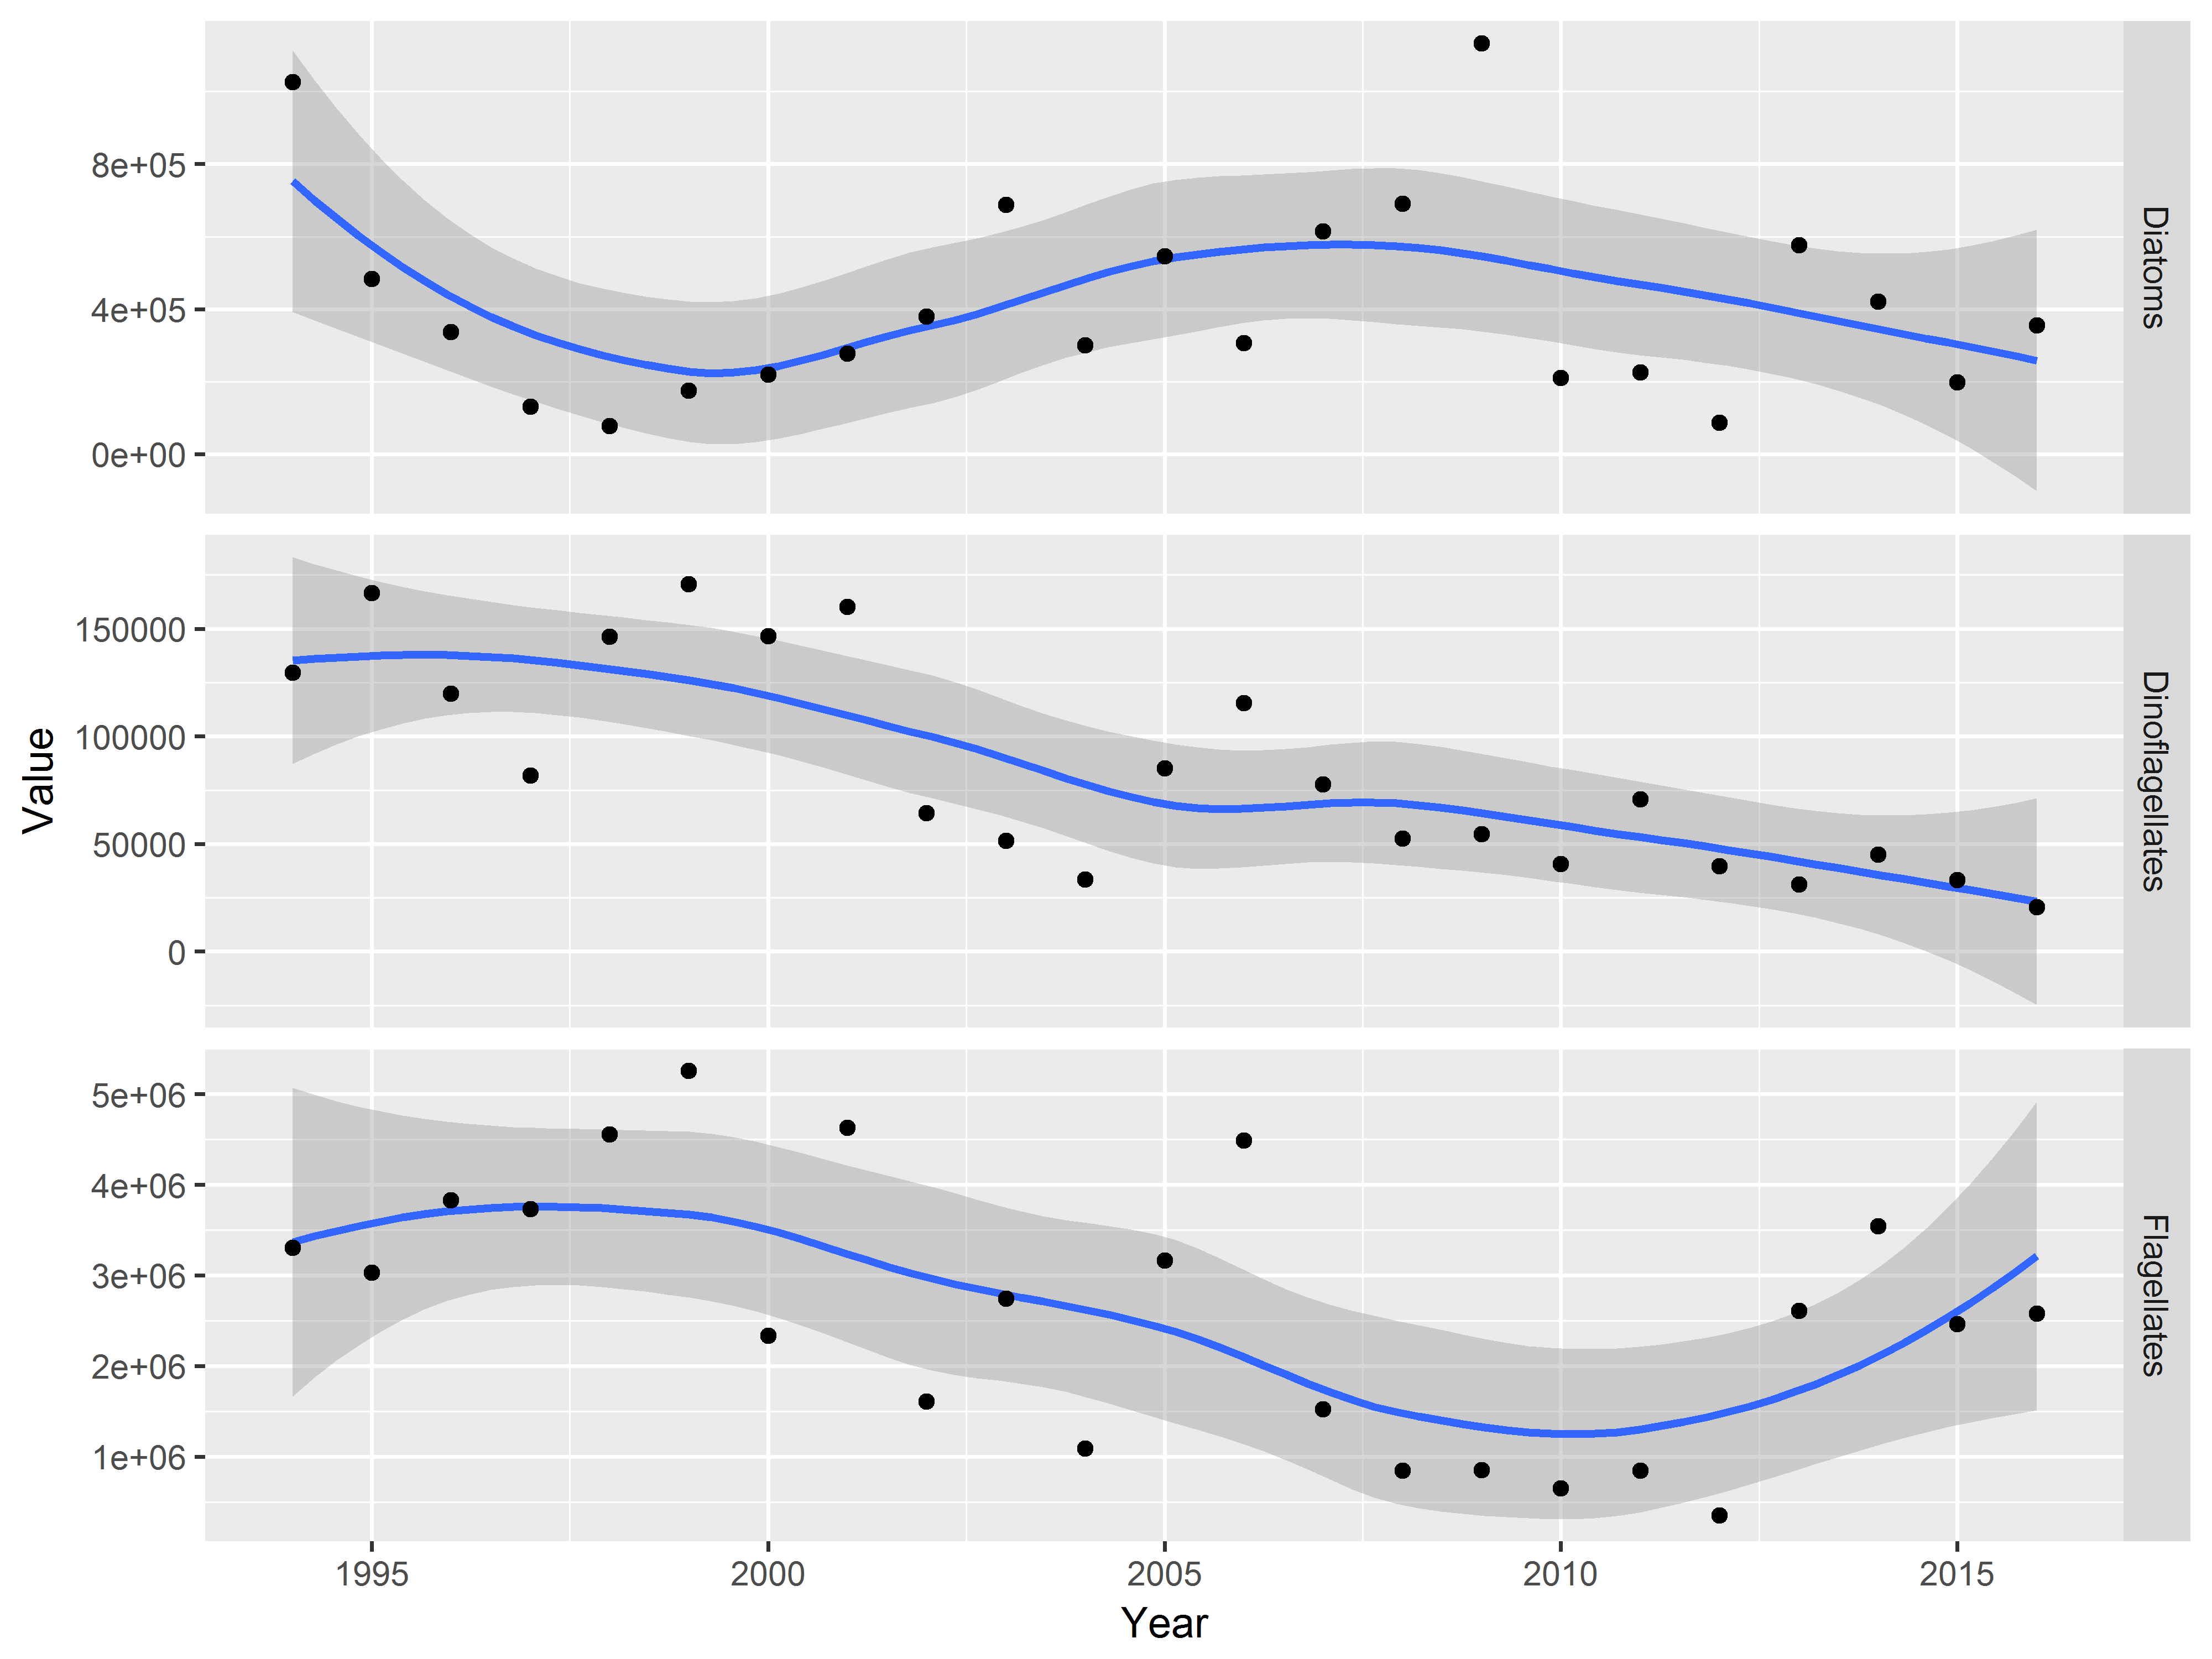 8e+05
4e+05
0e+00
Diatoms
150000
100000
50000
0
Dinoflagellates
5e+06
4e+06
3e+06
2e+06
1e+06
Flagellates
Value
1995 2000 2005 2010 2015
Year